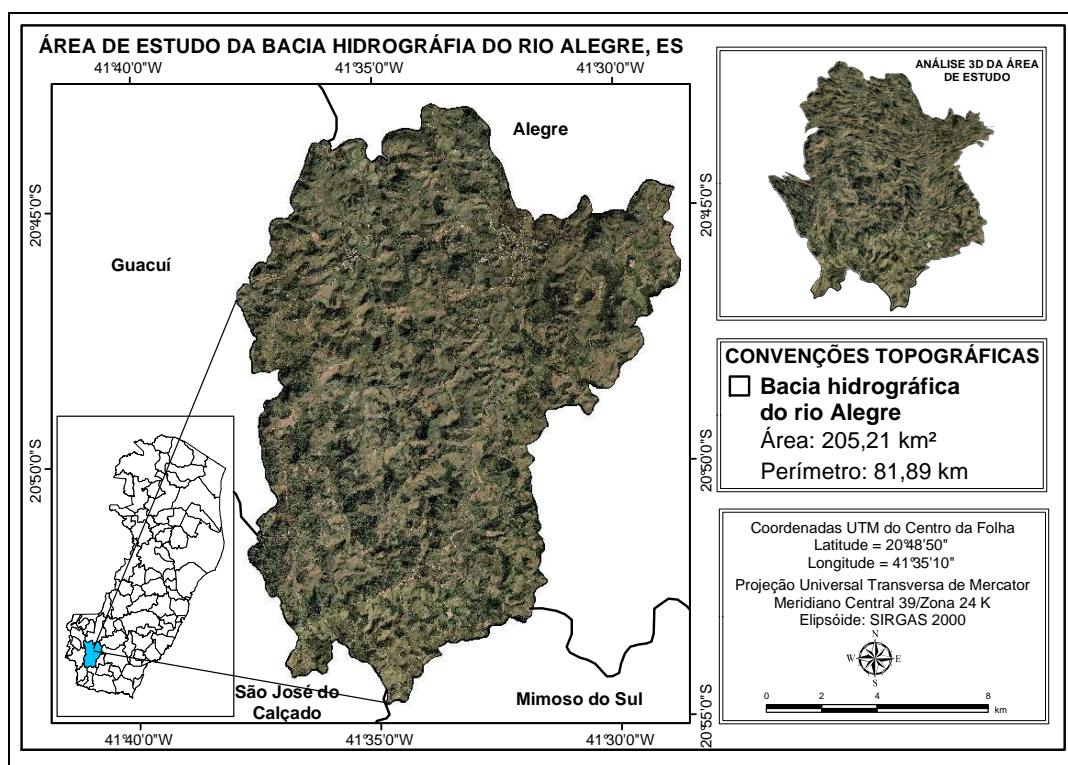 ÁREA DE ESTUDO DA BACIA HIDROGRÁFIA DO RIO ALEGRE, ES
41°40'0"W
41°35'0"W
41°30'0"W
20°45'0"S
20°50'0"S
Alegre
Guacuí
São José do
Calçado
Mimoso do Sul
20°45'0"S
20°50'0"S
20°55'0"S
41°40'0"W
41°35'0"W
41°30'0"W
ANÁLISE 3D DA ÁREA
DE ESTUDO
CONVENÇÕES TOPOGRÁFICAS
Bacia hidrográfica
do rio Alegre
Área: 205,21 km²
Perímetro: 81,89 km
Coordenadas UTM do Centro da Folha
Latitude = 20°48'50"
Longitude = 41°35'10"
Projeção Universal Transversa de Mercator
Meridiano Central 39/Zona 24 K
Elipsóide: SIRGAS 2000
N
W E
S
0 2 4 8
km